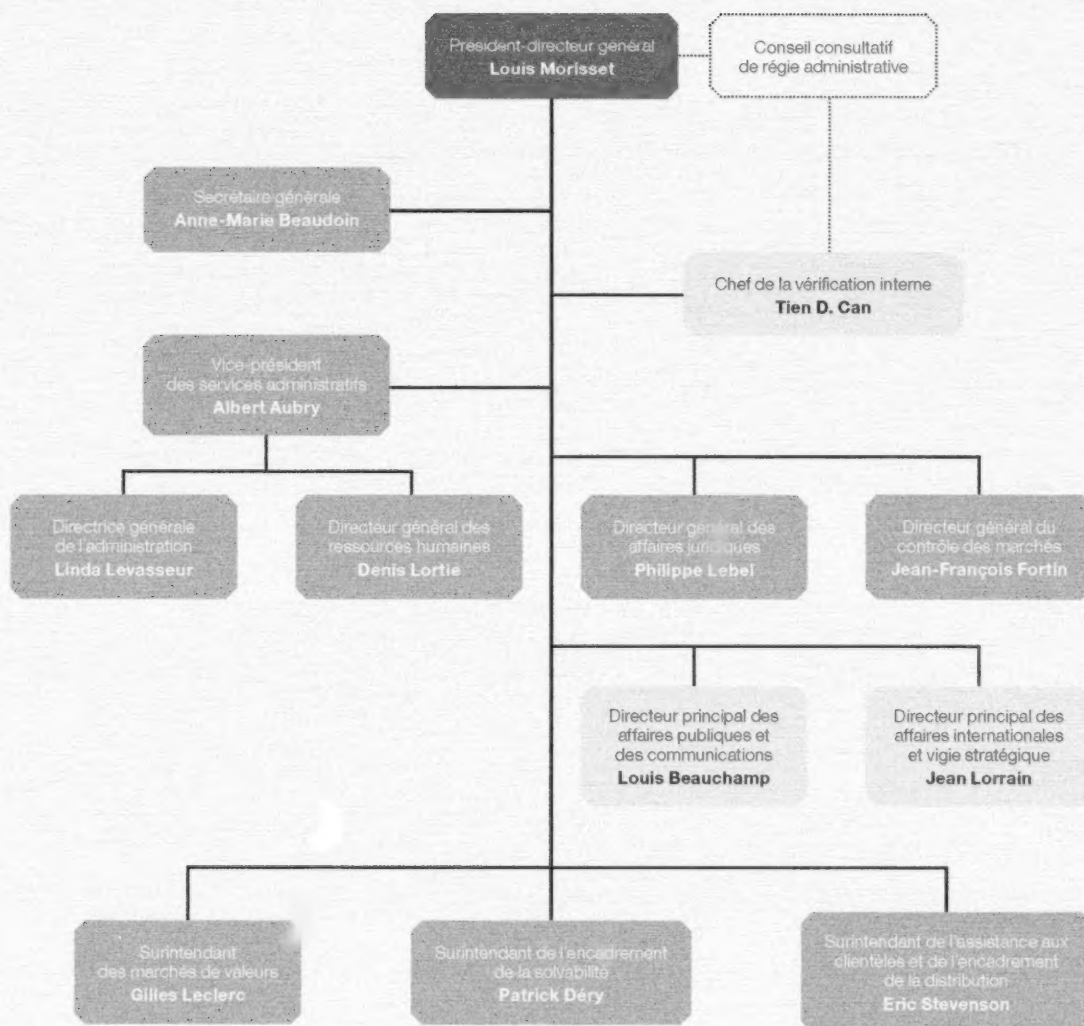 Président-directeur général
Louis Morisset
Conseil consultatif
de régie administrative
Secrétaire générale
Anne-Marie Beaudoin
Chef de la vérification interne
Tien D. Can
Vice-président
des services administratifs
Albert Aubry
Directrice générale
de l'administration
Linda Levasseur
Directeur général des
ressources humaines
Denis Lortie
Directeur général des
affaires juridiques
Philippe Lebel
Directeur général du
contrôle des marchés
Jean-François Fortin
Directeur principal des
affaires publiques et
des communications
Louis Beauchamp
Directeur principal des
affaires internationales
et vigie stratégique
Jean Lorrain
Surintendant
des marchés de valeurs
Gilles Leclerc
Surintendant de l'encadrement
de la solvabilité
Patrick Déry
Surintendant de l'assistance aux
clientèles et de l'encadrement
de la distribution
Eric Stevenson